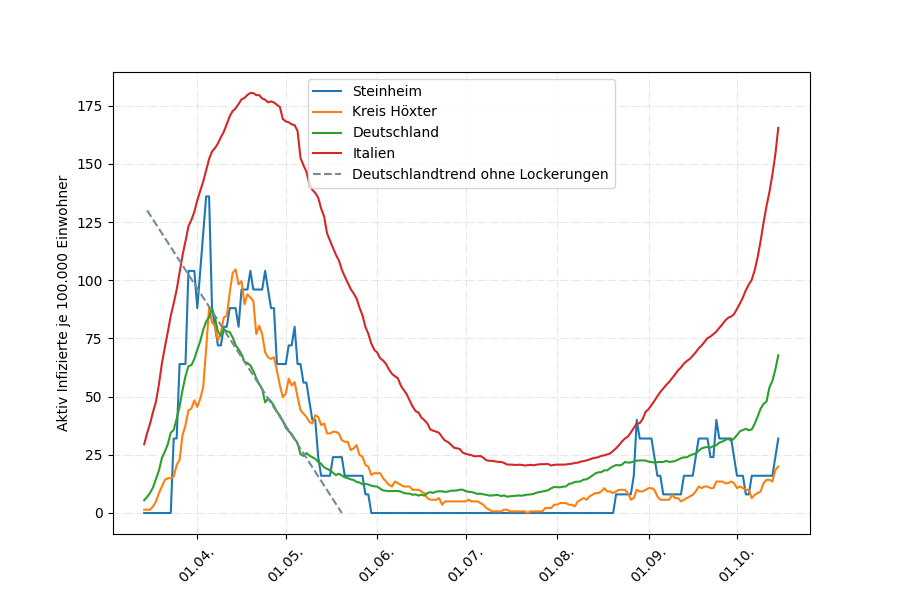 Steinheim
Kreis Höxter
Deutschland
Italien
Deutschlandtrend ohne Lockerungen
Aktiv Infizierte je 100.000 Einwohner
175
150
125
100
75
50
25
0
01.04. 01.05. 01.06. 01.07. 01.08. 01.09. 01.10.